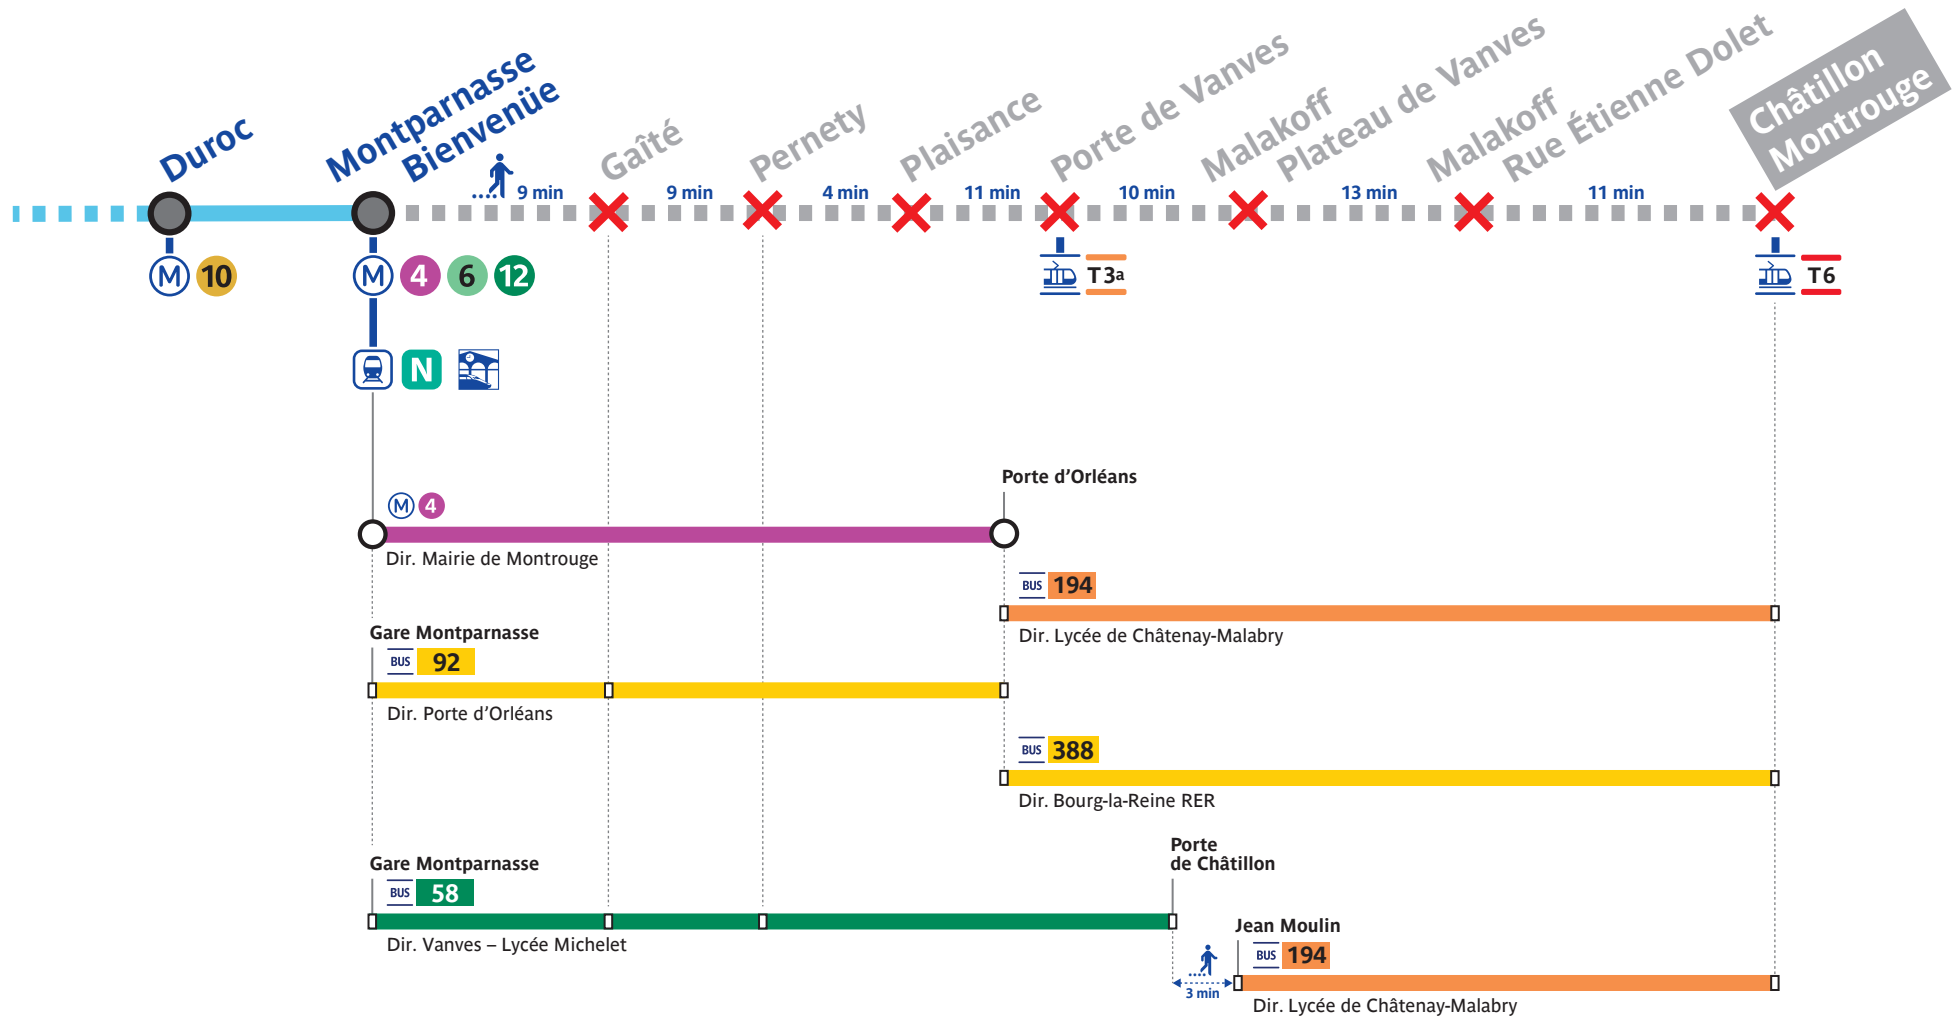 Duroc
Montparnasse
Bienvenüe
Gaîté
Pernety
Plaisance
Porte de Vanves
Malakoff
Plateau de Vanves
Malakoff
Rue Étienne Dolet
Châtillon
Montrouge
9 min
9 min
4 min
11 min
10 min
13 min
11 min
M 10
M 4 6 12
T3a
T6
N
Porte d’Orléans
M 4
Dir. Mairie de Montrouge
BUS 194
Dir. Lycée de Châtenay-Malabry
Gare Montparnasse
BUS 92
Dir. Porte d’Orléans
BUS 388
Dir. Bourg-la-Reine RER
Porte
de Châtillon
Gare Montparnasse
BUS 58
Dir. Vanves – Lycée Michelet
Jean Moulin
BUS 194
3 min
Dir. Lycée de Châtenay-Malabry